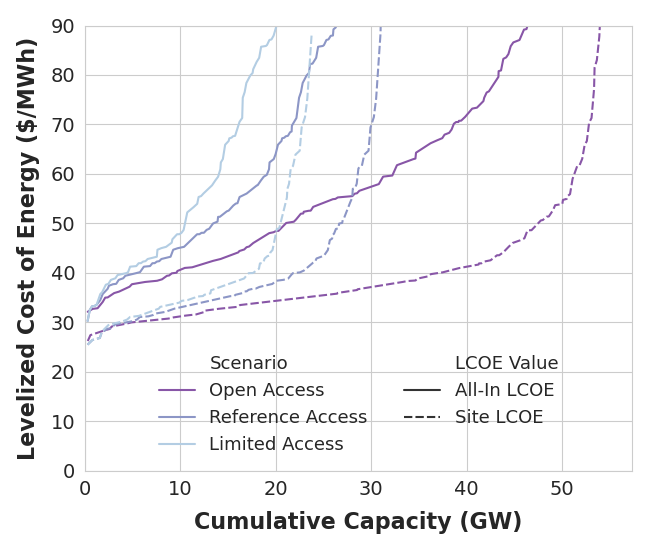 90
80
70
60
50
40
30
20
10
0
Levelized Cost of Energy ($/MWh)
Scenario
Open Access
Reference Access
Limited Access
LCOE Value
All-In LCOE
Site LCOE
0 10 20 30 40 50
Cumulative Capacity (GW)